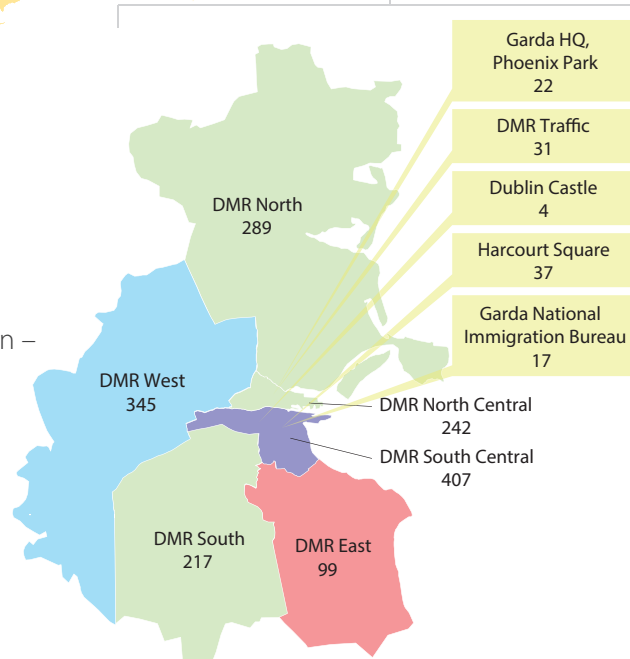 Garda HQ,
Phoenix Park
22
DMR Traffic
31
Dublin Castle
4
Harcourt Square
37
Garda National
Immigration Bureau
17
DMR North
289
n –
DMR West
345
DMR North Central
242
DMR South Central
407
DMR South
217
DMR East
99